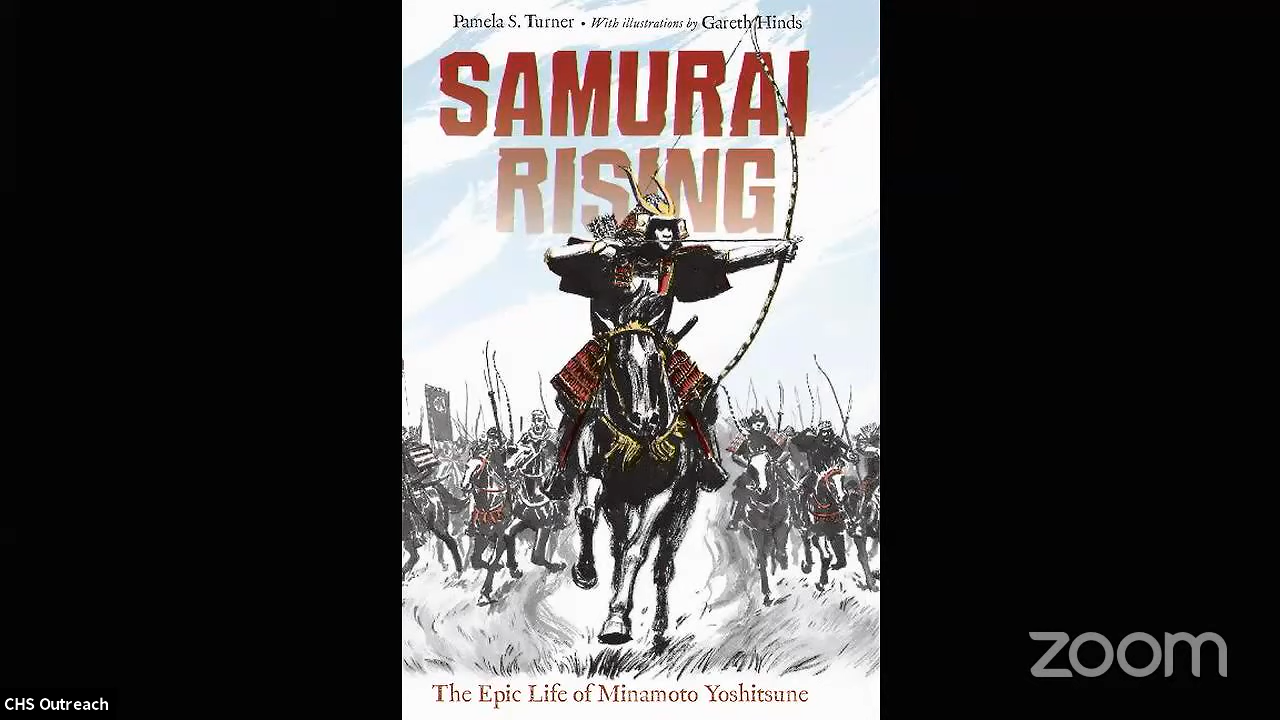 Pamela S. Turner • With illustrations by Gareth Hinds
SAMURAI
RISING
The Epic Life of Minamoto Yoshitsune
zoom
CHS Outreach